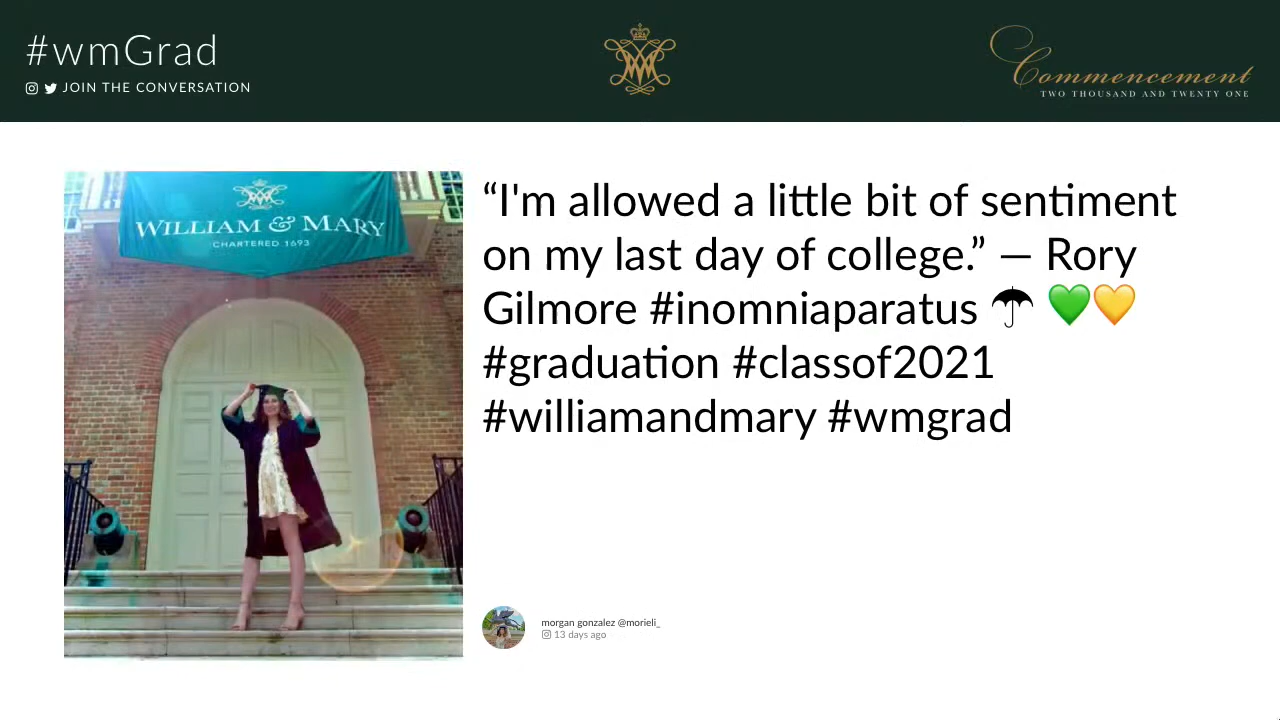 #wmGrad
JOIN THE CONVERSATION
Commencement
TWO THOUSAND AND TWENTY ONE
WILLIAM & MARY
CHARTERED 1693
“I'm allowed a little bit of sentiment
on my last day of college.” — Rory
Gilmore #inomniaparatus ☂ 💚💛
#graduation #classof2021
#williamandmary #wmgrad
morgan gonzalez @morieli_
13 days ago